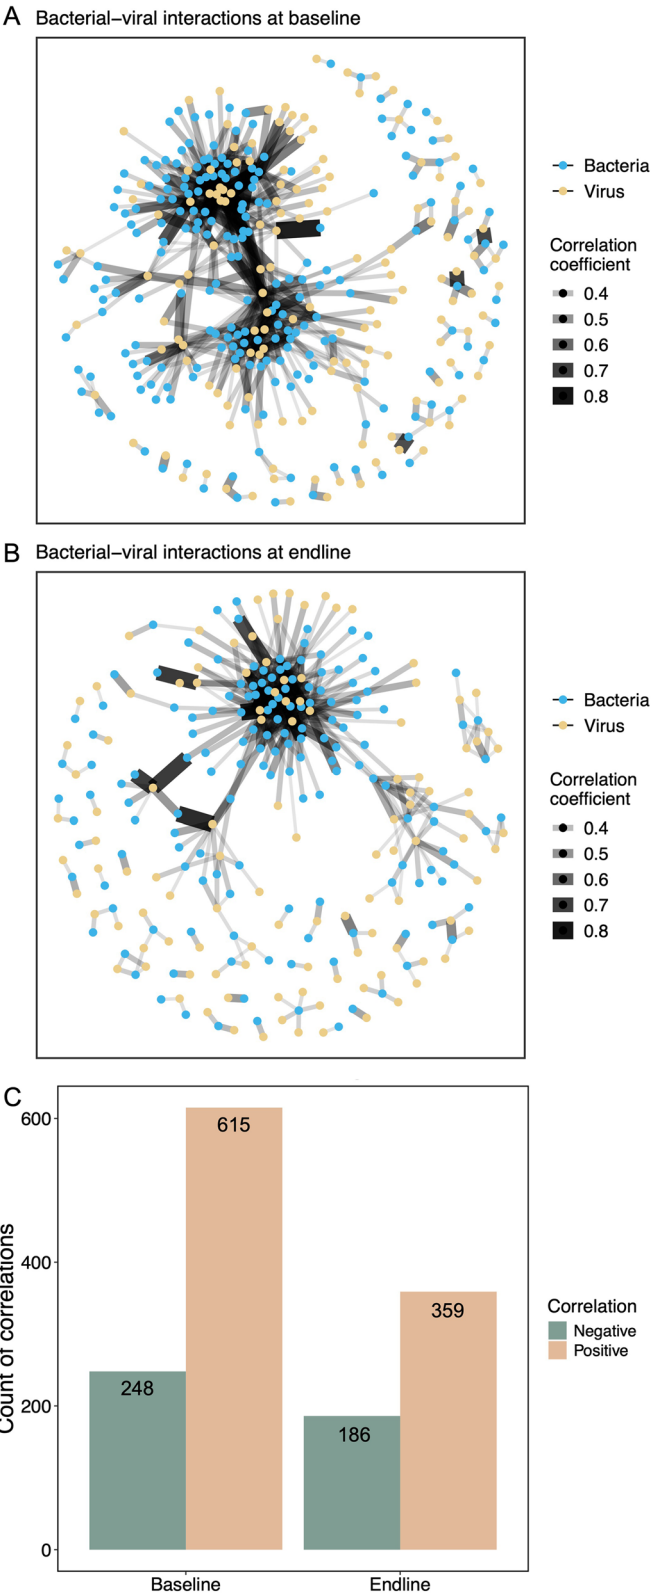 A Bacterial–viral interactions at baseline
Bacteria
Virus
Correlation
coefficient
0.4
0.5
0.6
0.7
0.8
B Bacterial–viral interactions at endline
Bacteria
Virus
Correlation
coefficient
0.4
0.5
0.6
0.7
0.8
C
Count of correlations
600
400
200
0
615
248
359
186
Baseline
Endline
Correlation
Negative
Positive